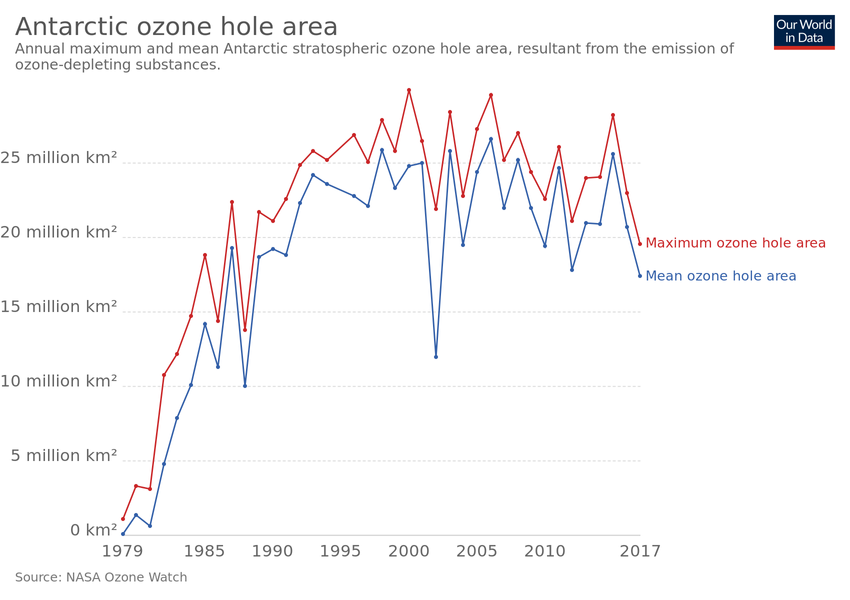 Antarctic ozone hole area
Our World
in Data
Annual maximum and mean Antarctic stratospheric ozone hole area, resultant from the emission of
ozone-depleting substances.
25 million km²
20 million km²
15 million km²
10 million km²
5 million km²
0 km²
Maximum ozone hole area
Mean ozone hole area
1979 1985 1990 1995 2000 2005 2010 2017
Source: NASA Ozone Watch